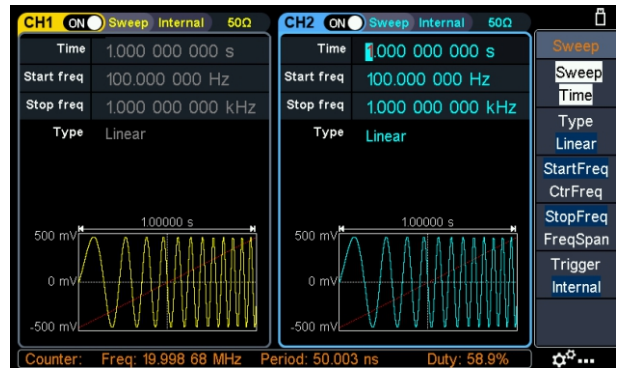 CH1 ON Sweep Internal 50Ω
Time 1.000 000 000 s
Start freq 100.000 000 Hz
Stop freq 1.000 000 000 kHz
Type Linear
1.00000 s
500 mV
0 mV
-500 mV
CH2 ON Sweep Internal 50Ω
Time 1.000 000 000 s
Start freq 100.000 000 Hz
Stop freq 1.000 000 000 kHz
Type Linear
1.00000 s
500 mV
0 mV
-500 mV
Sweep
Sweep
Time
Type
Linear
StartFreq
CtrFreq
StopFreq
FreqSpan
Trigger
Internal
Counter: Freq: 19.998 68 MHz Period: 50.003 ns Duty: 58.9%